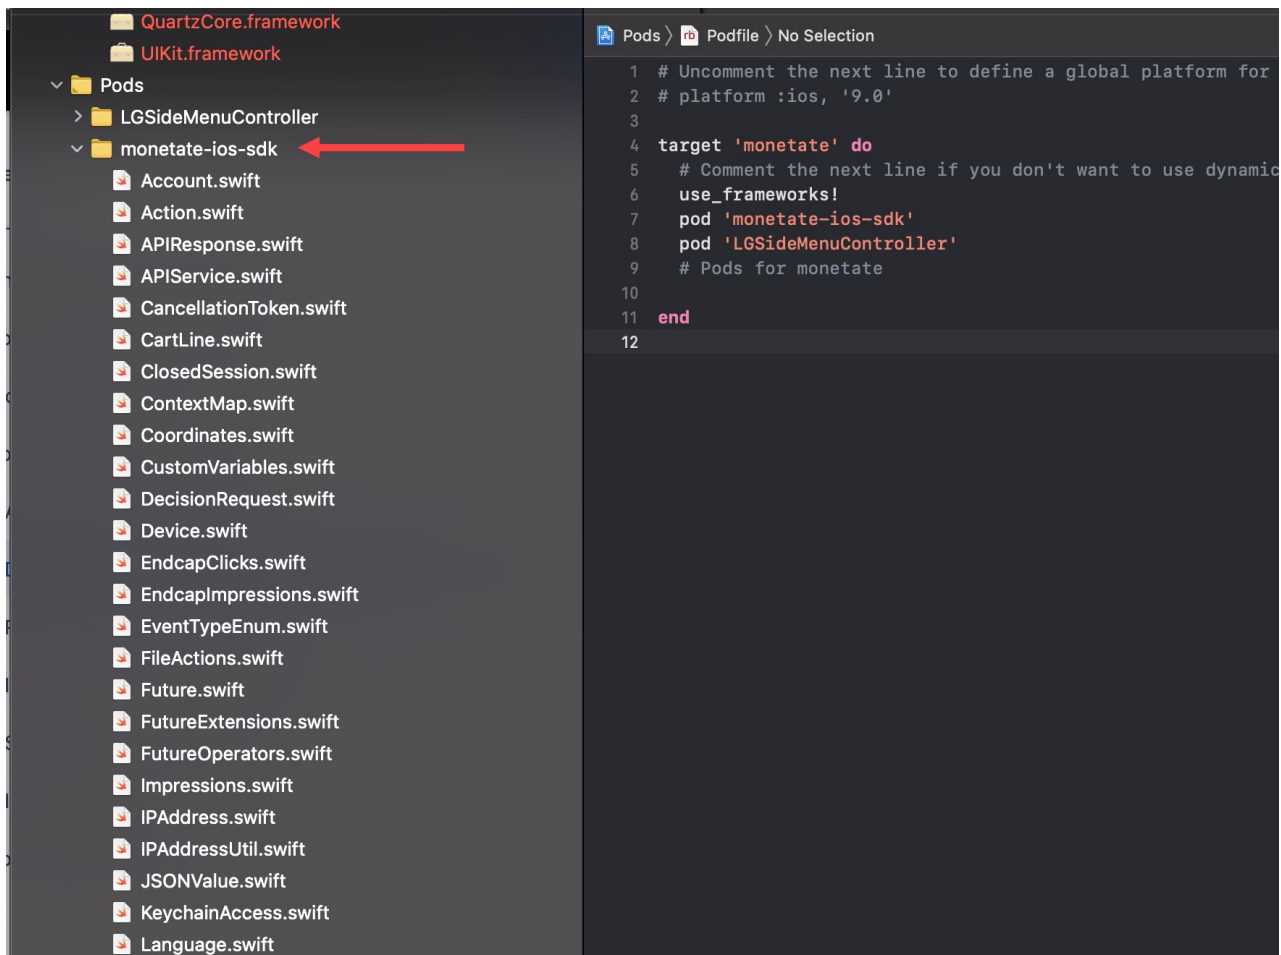 QuartzCore.framework
UIKit.framework
Pods
LGSideMenuController
monetate-ios-sdk
Account.swift
Action.swift
APIResponse.swift
APIService.swift
CancellationToken.swift
CartLine.swift
ClosedSession.swift
ContextMap.swift
Coordinates.swift
CustomVariables.swift
DecisionRequest.swift
Device.swift
EndcapClicks.swift
EndcapImpressions.swift
EventTypeEnum.swift
FileActions.swift
Future.swift
FutureExtensions.swift
FutureOperators.swift
Impressions.swift
IPAddress.swift
IPAddressUtil.swift
JSONValue.swift
KeychainAccess.swift
Language.swift
Pods 〉 rb Podfile 〉 No Selection
1 # Uncomment the next line to define a global platform for
2 # platform :ios, '9.0'
3
4 target 'monetate' do
5 # Comment the next line if you don't want to use dynamic
6 use_frameworks!
7 pod 'monetate-ios-sdk'
8 pod 'LGSideMenuController'
9 # Pods for monetate
10
11 end
12